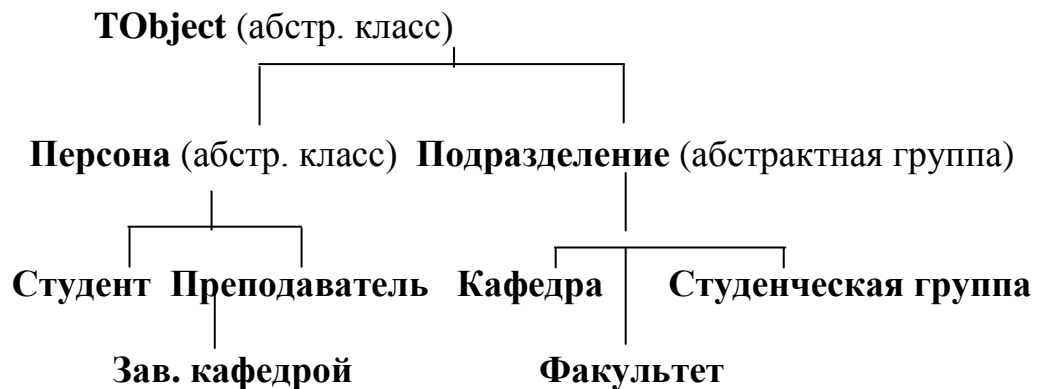 TObject (абстр. класс)
Персона (абстр. класс) Подразделение (абстрактная группа)
Студент Преподаватель Кафедра Студенческая группа
Зав. кафедрой Факультет